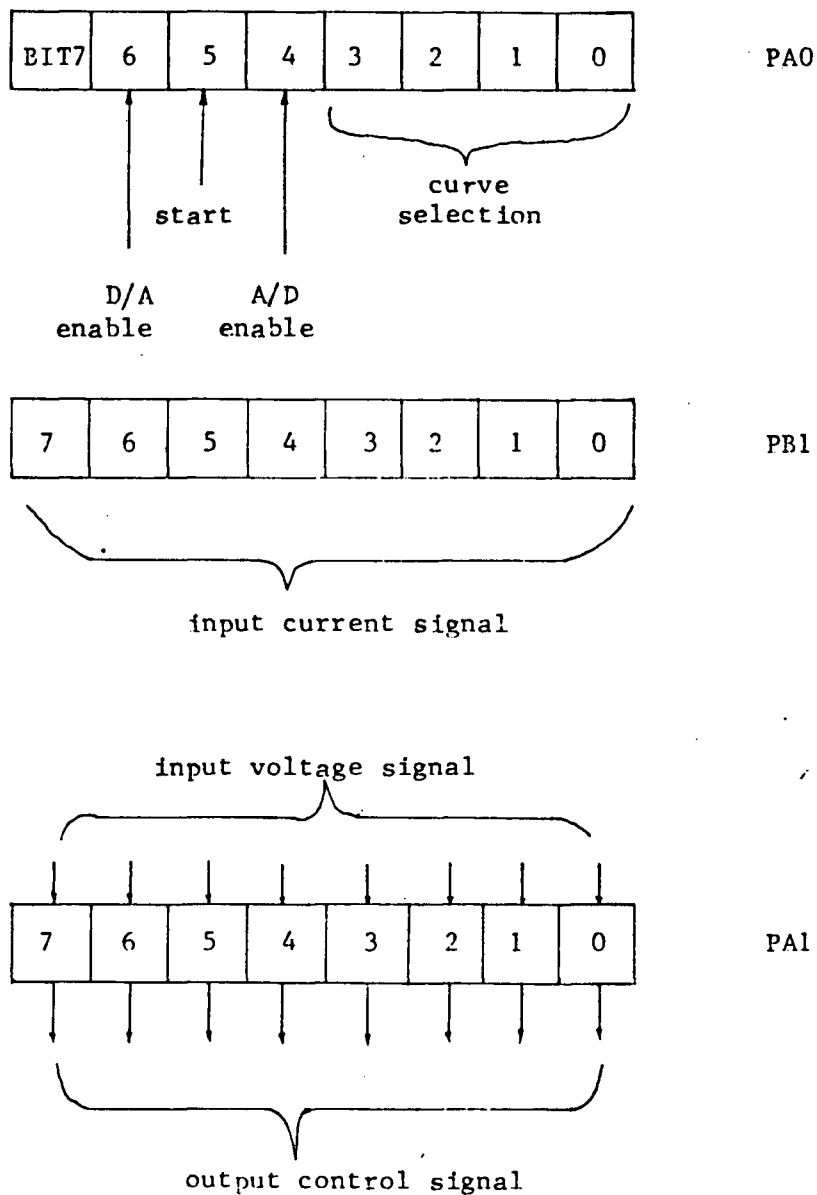 BIT7 6 5 4 3 2 1 0 PA0
start
curve
selection
D/A
enable
A/D
enable
7 6 5 4 3 2 1 0 PB1
input current signal
input voltage signal
7 6 5 4 3 2 1 0 PA1
output control signal